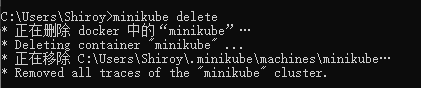 C:\Users\Shiroy>minikube delete
* 正在删除 docker 中的“minikube”…
* Deleting container "minikube" ...
* 正在移除 C:\Users\Shiroy\.minikube\machines\minikube…
* Removed all traces of the "minikube" cluster.